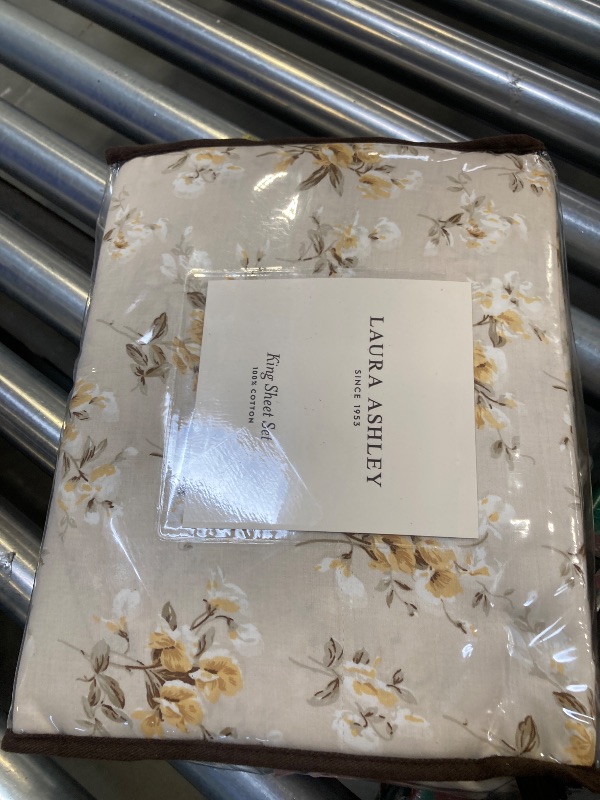 LAURA ASHLEY
SINCE 1953
King Sheet Set
100% COTTON